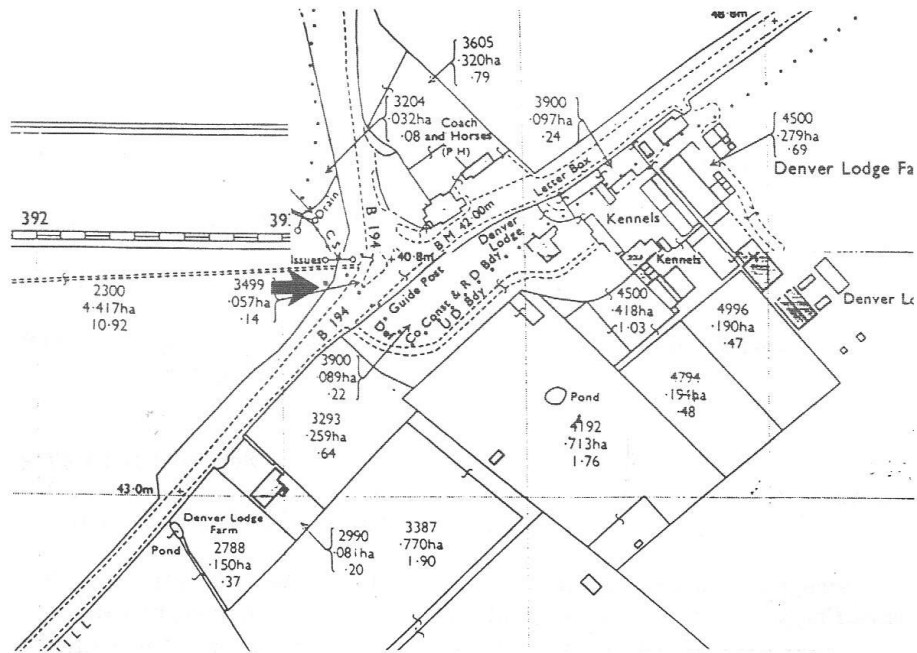 48·8m
3605
·320ha
·79
3204
·032ha
·08
Coach
and Horses
(P H)
3900
·097ha
·24
4500
·279ha
·69
Denver Lodge Fa
Letter Box
392
39
Drain
B 194
B M 42·00m
Denver
Lodge
Kennels
Kennels
Issues
40·8m
2300
4·417ha
10·92
3499
·057ha
·14
Guide Post
Co Const & R D Bdy
U D Bdy
Def
B 194
4500
·418ha
1·03
4996
·190ha
·47
Denver Lo
3900
·089ha
·22
4794
·194ha
·48
3293
·259ha
·64
Pond
4192
·713ha
1·76
43·0m
Denver Lodge
Farm
2788
·150ha
·37
Pond
2990
·081ha
·20
3387
·770ha
1·90
ILL